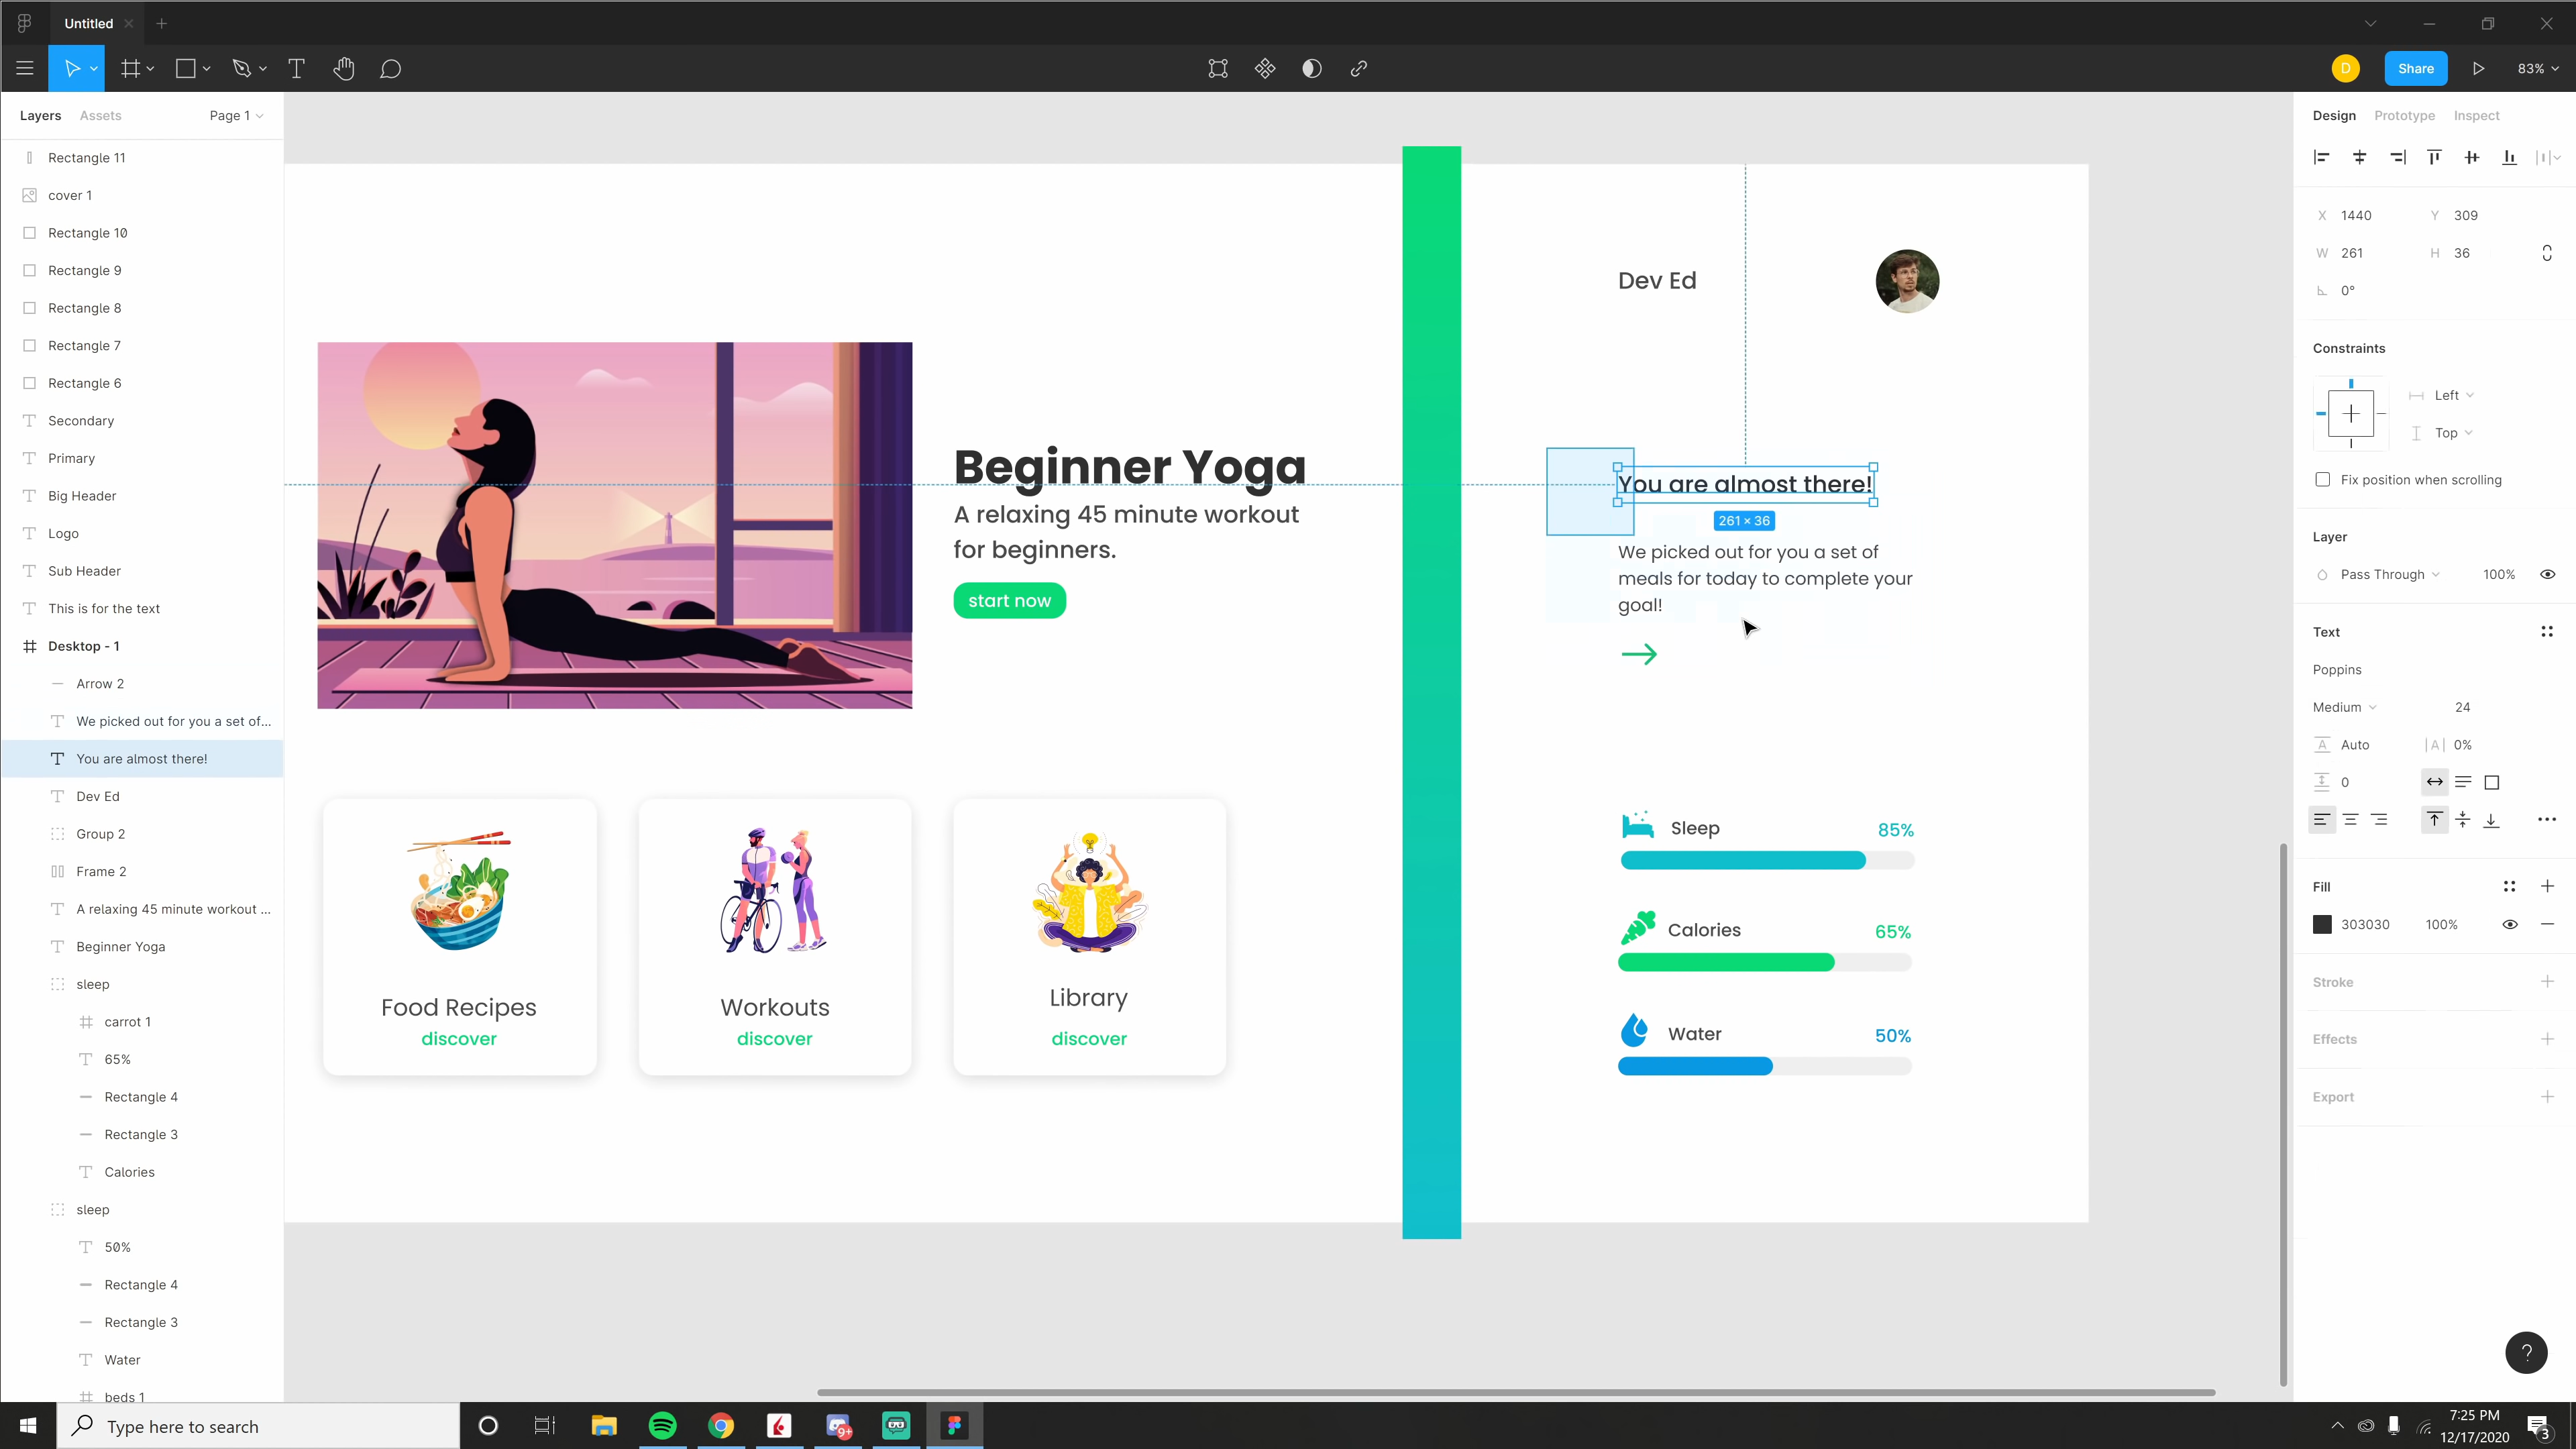 Untitled
D
Share
83%
Layers
Assets
Page 1
Design
Prototype
Inspect
Rectangle 11
cover 1
Rectangle 10
Rectangle 9
Rectangle 8
Rectangle 7
Rectangle 6
Secondary
Primary
Big Header
Logo
Sub Header
This is for the text
Desktop - 1
Arrow 2
We picked out for you a set of...
You are almost there!
Dev Ed
Group 2
Frame 2
A relaxing 45 minute workout ...
Beginner Yoga
sleep
carrot 1
65%
Rectangle 4
Rectangle 3
Calories
sleep
50%
Rectangle 4
Rectangle 3
Water
beds 1
Beginner Yoga
A relaxing 45 minute workout
for beginners.
start now
Food Recipes
discover
Workouts
discover
Library
discover
Dev Ed
You are almost there!
261 × 36
We picked out for you a set of
meals for today to complete your
goal!
Sleep
85%
Calories
65%
Water
50%
X 1440
Y 309
W 261
H 36
0°
Constraints
Left
Top
Fix position when scrolling
Layer
Pass Through
100%
Text
Poppins
Medium
24
A Auto
|A| 0%
0
Fill
303030
100%
Stroke
Effects
Export
?
Type here to search
9+
7:25 PM
12/17/2020
3